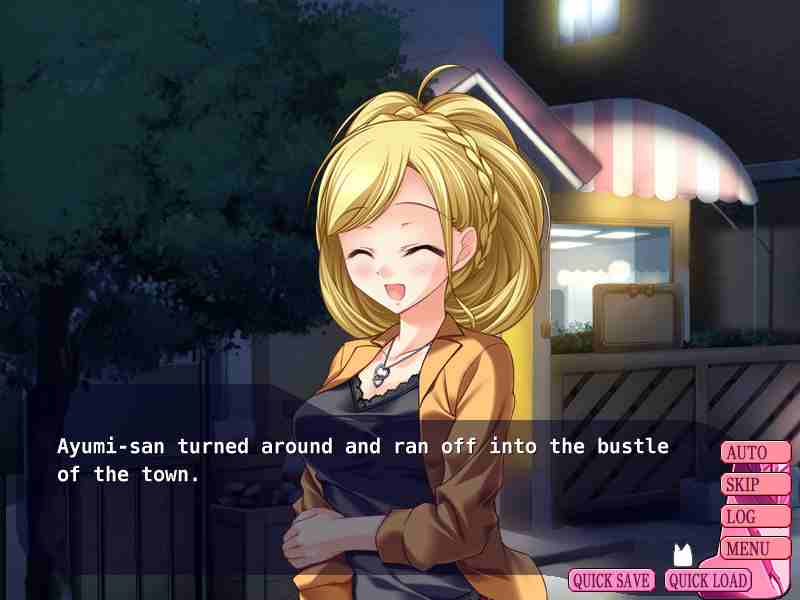 Ayumi-san turned around and ran off into the bustle
of the town.
AUTO
SKIP
LOG
MENU
QUICK SAVE
QUICK LOAD